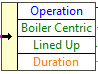 Operation
Boiler Centric
Lined Up
Duration